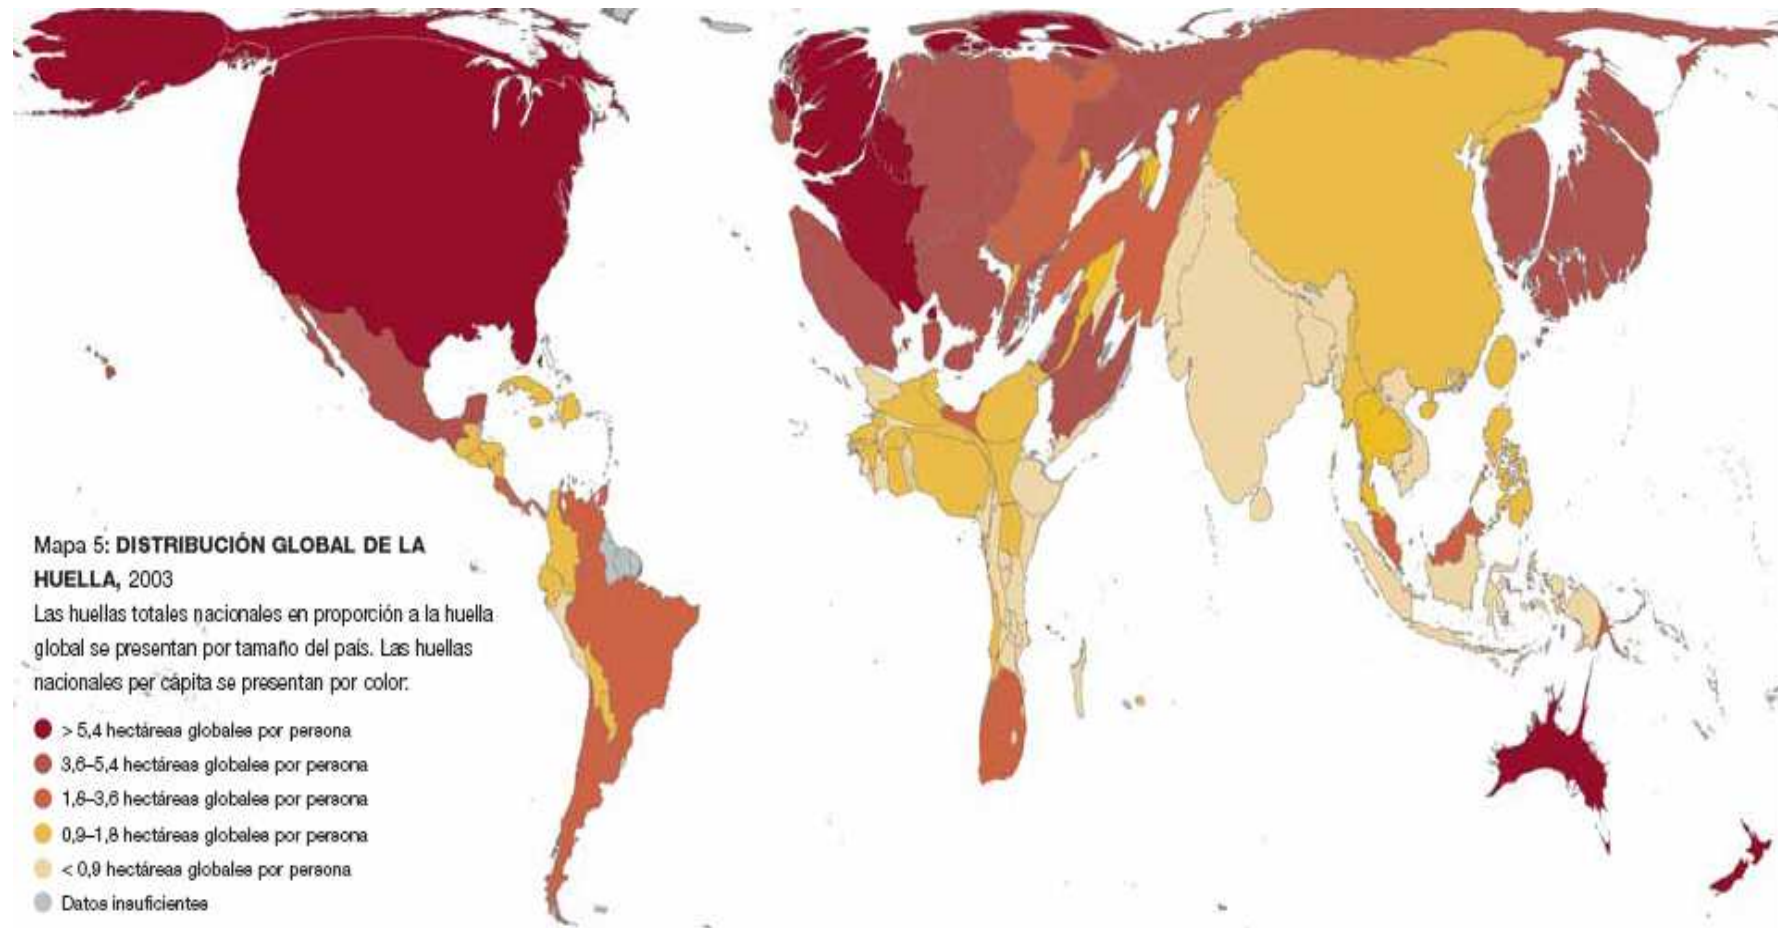 Mapa 5: DISTRIBUCIÓN GLOBAL DE LA
HUELLA, 2003
Las huellas totales nacionales en proporción a la huella
global se presentan por tamaño del país. Las huellas
nacionales per cápita se presentan por color:
> 5,4 hectáreas globales por persona
3,6–5,4 hectáreas globales por persona
1,8–3,6 hectáreas globales por persona
0,9–1,8 hectáreas globales por persona
< 0,9 hectáreas globales por persona
Datos insuficientes